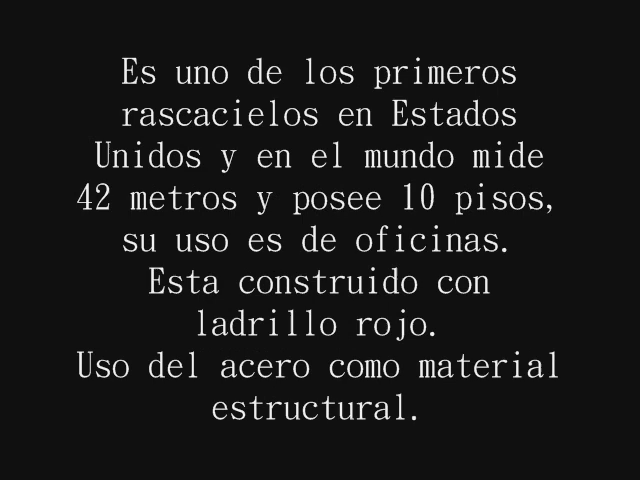 Es uno de los primeros
rascacielos en Estados
Unidos y en el mundo mide
42 metros y posee 10 pisos,
su uso es de oficinas.
Esta construido con
ladrillo rojo.
Uso del acero como material
estructural.